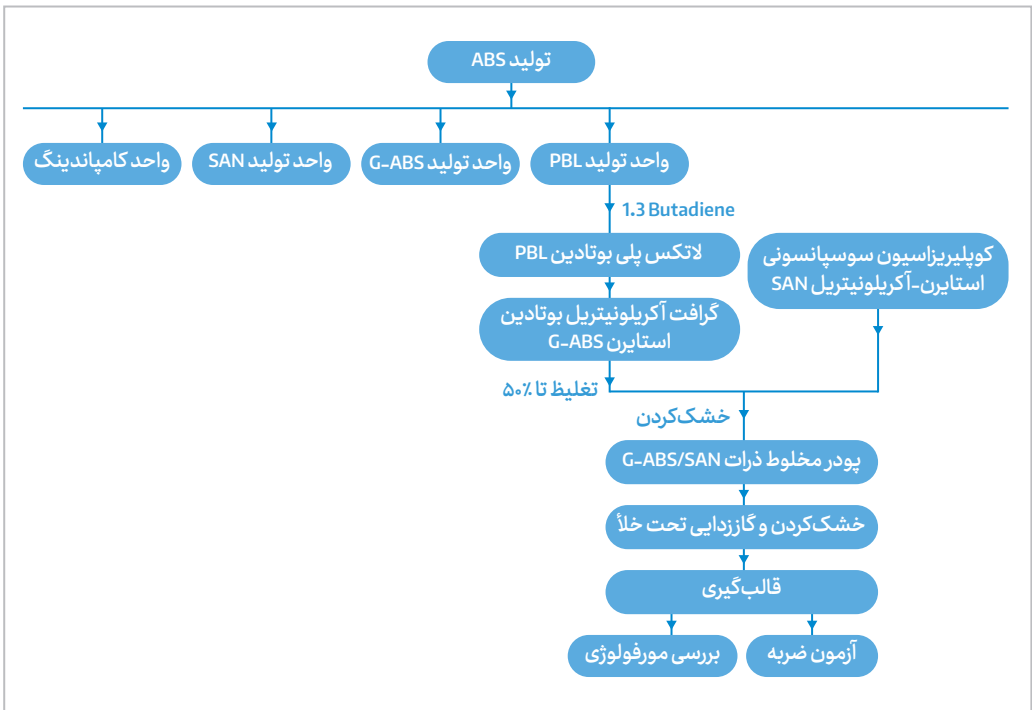 تولید ABS
واحد تولید PBL
واحد تولید G-ABS
واحد تولید SAN
واحد کامپاندینگ
1.3 Butadiene
لاتکس پلی بوتادین PBL
کوپلیریزاسیون سوسپانسونی
استایرن-آکریلونیتریل SAN
گرافت آکریلونیتریل بوتادین
استایرن G-ABS
تغلیظ تا ۵۰٪
خشک‌کردن
پودر مخلوط ذرات G-ABS/SAN
خشک‌کردن و گاززدایی تحت خلأ
قالب‌گیری
آزمون ضربه
بررسی مورفولوژی